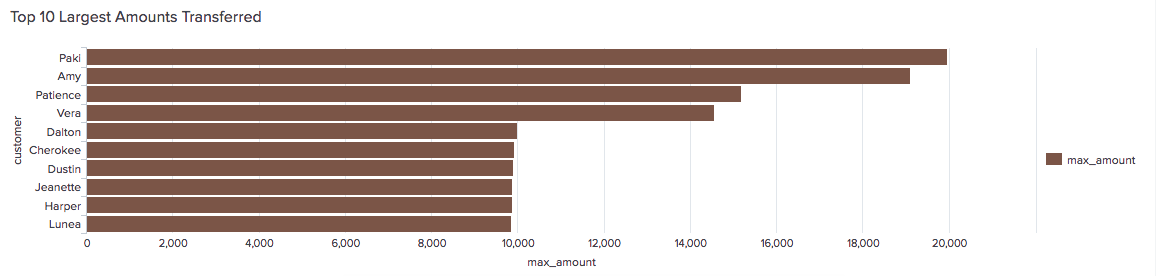 Top 10 Largest Amounts Transferred
customer
Paki
Amy
Patience
Vera
Dalton
Cherokee
Dustin
Jeanette
Harper
Lunea
0 2,000 4,000 6,000 8,000 10,000 12,000 14,000 16,000 18,000 20,000
max_amount
max_amount